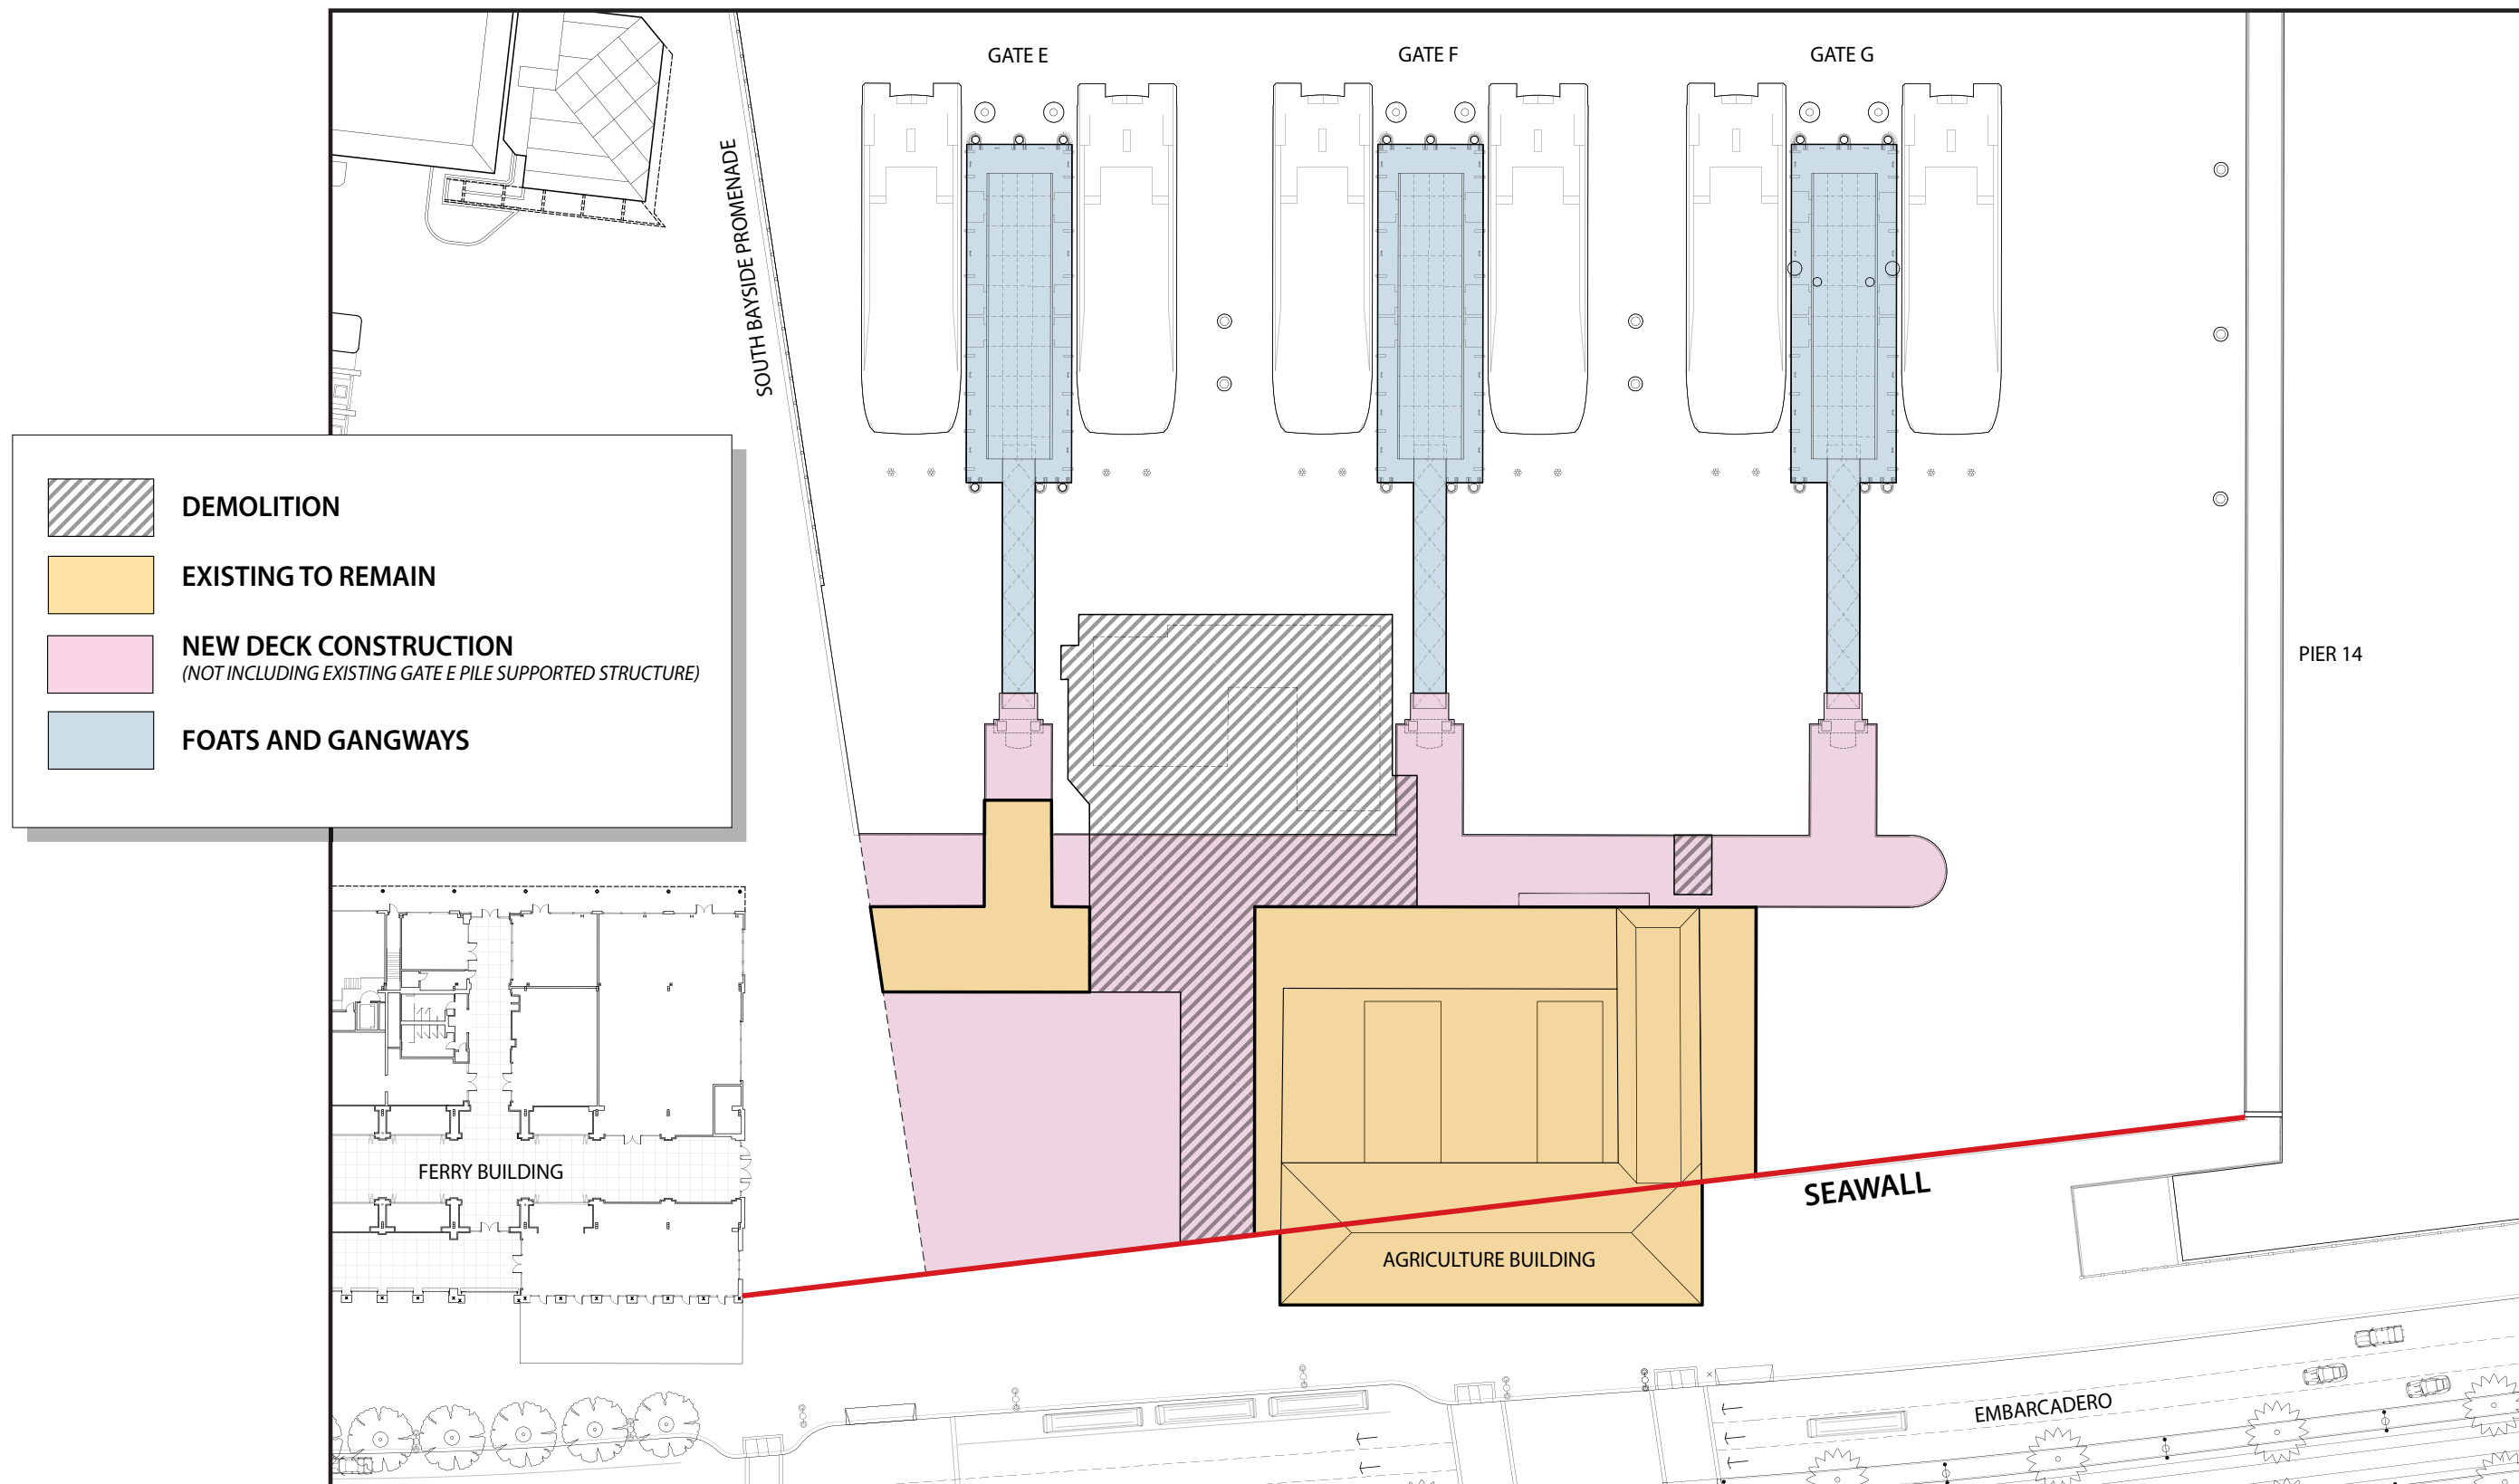 GATE E
GATE F
GATE G
SOUTH BAYSIDE PROMENADE
DEMOLITION
EXISTING TO REMAIN
NEW DECK CONSTRUCTION
(NOT INCLUDING EXISTING GATE E PILE SUPPORTED STRUCTURE)
FOATS AND GANGWAYS
PIER 14
FERRY BUILDING
SEAWALL
AGRICULTURE BUILDING
EMBARCADERO